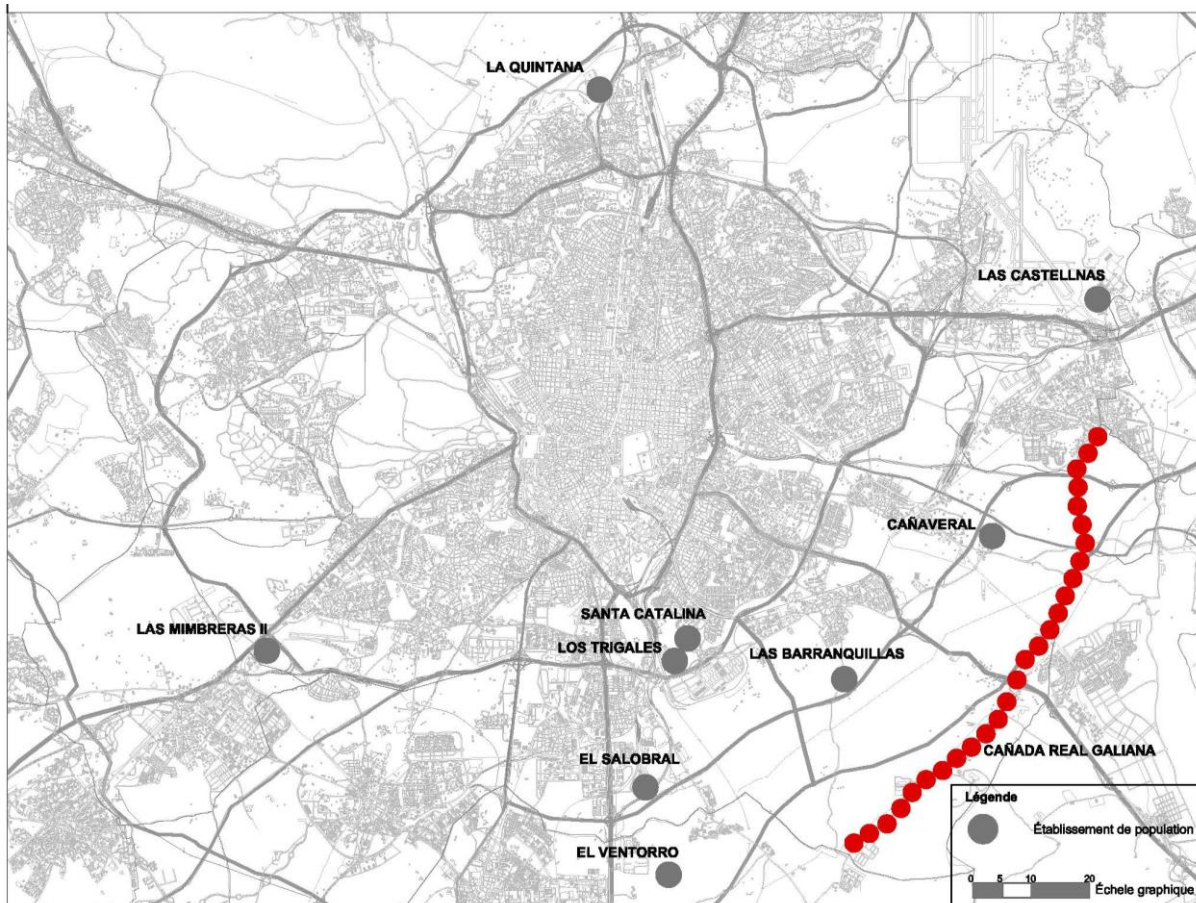 LA QUINTANA
LAS CASTELLNAS
CAÑAVERAL
SANTA CATALINA
LAS MIMBRERAS II
LOS TRIGALES
LAS BARRANQUILLAS
CAÑADA REAL GALIANA
EL SALOBRAL
EL VENTORRO
Légende
Établissement de population
0 5 10 20
Échele graphique